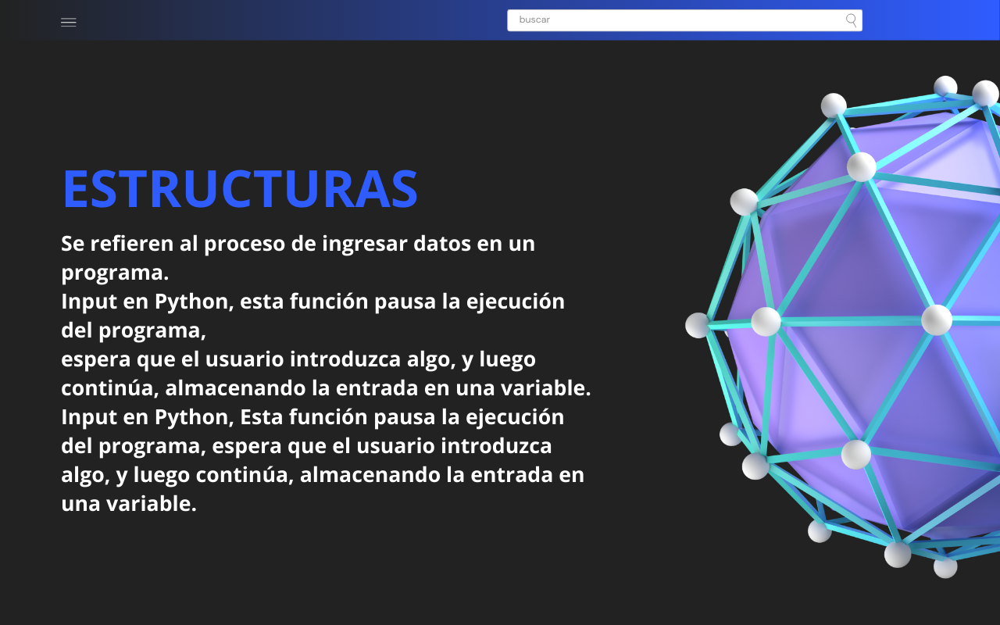 buscar
ESTRUCTURAS
Se refieren al proceso de ingresar datos en un
programa.
Input en Python, esta función pausa la ejecución
del programa,
espera que el usuario introduzca algo, y luego
continúa, almacenando la entrada en una variable.
Input en Python, Esta función pausa la ejecución
del programa, espera que el usuario introduzca
algo, y luego continúa, almacenando la entrada en
una variable.